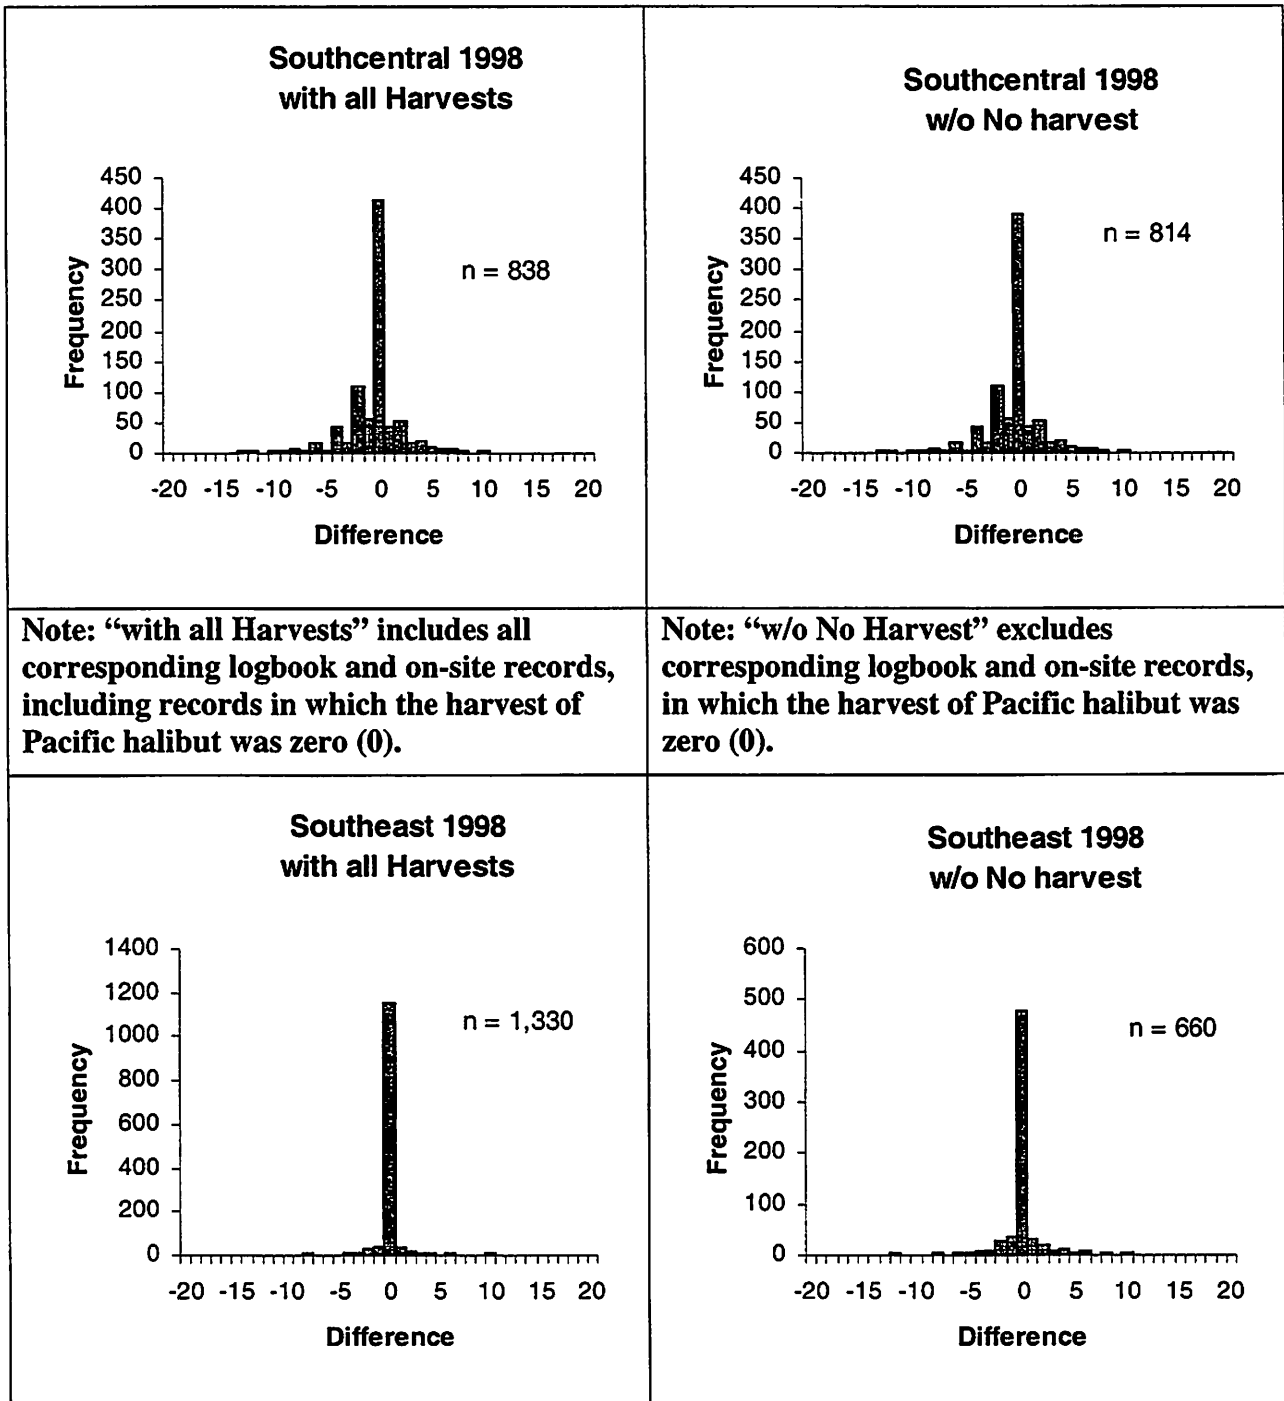 Southcentral 1998
with all Harvests
450
400
350
300
250
200
150
100
50
0
Frequency
n = 838
-20 -15 -10 -5 0 5 10 15 20
Difference
Southcentral 1998
w/o No harvest
450
400
350
300
250
200
150
100
50
0
Frequency
n = 814
-20 -15 -10 -5 0 5 10 15 20
Difference
Note: “with all Harvests” includes all
corresponding logbook and on-site records,
including records in which the harvest of
Pacific halibut was zero (0).
Note: “w/o No Harvest” excludes
corresponding logbook and on-site records,
in which the harvest of Pacific halibut was
zero (0).
Southeast 1998
with all Harvests
1400
1200
1000
800
600
400
200
0
Frequency
n = 1,330
-20 -15 -10 -5 0 5 10 15 20
Difference
Southeast 1998
w/o No harvest
600
500
400
300
200
100
0
Frequency
n = 660
-20 -15 -10 -5 0 5 10 15 20
Difference